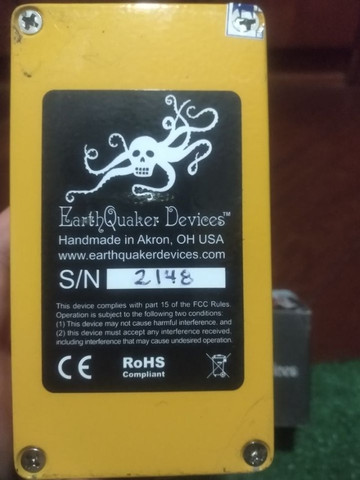 EarthQuaker Devices™
Handmade in Akron, OH USA
www.earthquakerdevices.com
S/N 2148
This device complies with part 15 of the FCC Rules.
Operation is subject to the following two conditions:
(1) This device may not cause harmful interference, and
(2) this device must accept any interference received,
including interference that may cause undesired operation.
CE RoHS
Compliant